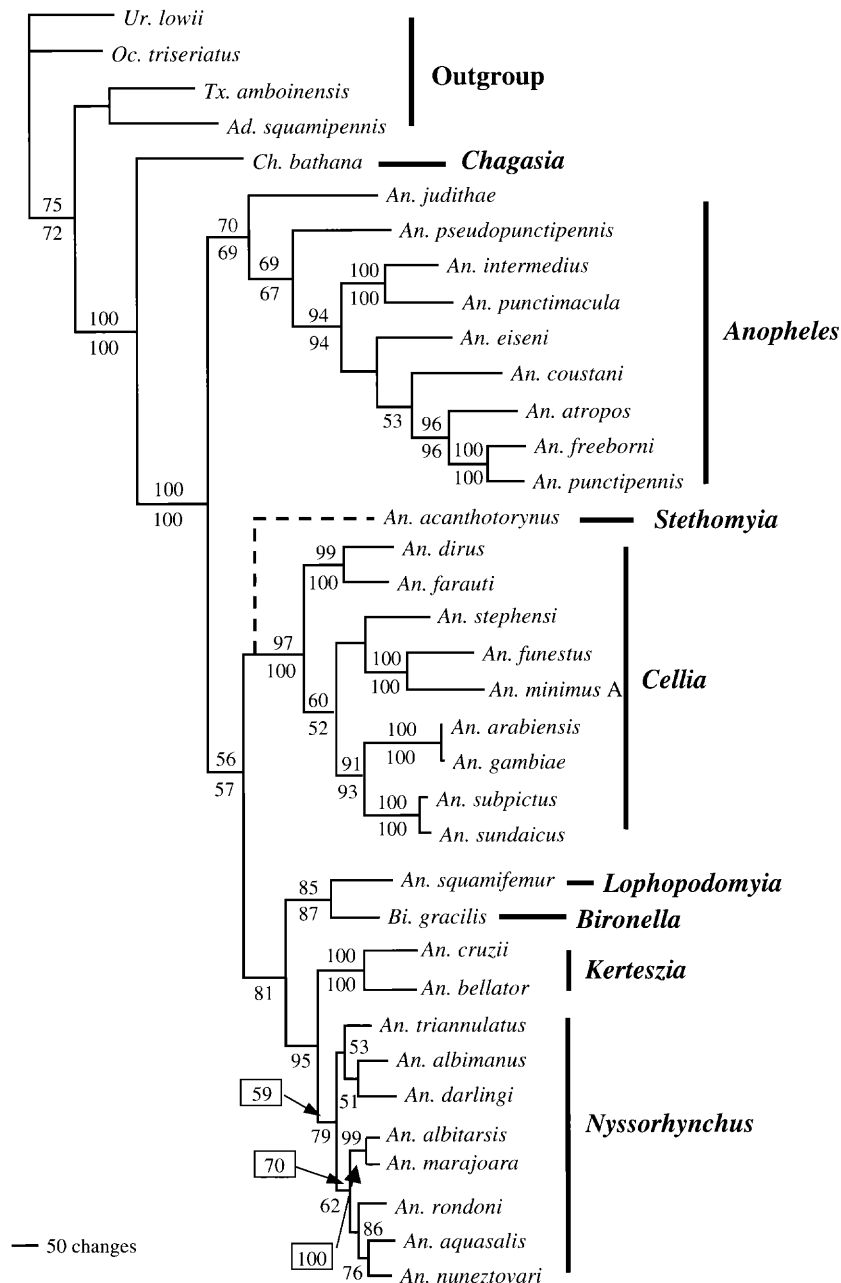 Ur. lowii
Oc. triseriatus
Outgroup
Tx. amboinensis
Ad. squamipennis
Ch. bathana
Chagasia
An. judithae
75
72
70
69
An. pseudopunctipennis
69
67
An. intermedius
100
100
An. punctimacula
94
94
100
100
An. eiseni
Anopheles
An. coustani
53
An. atropos
96
96
An. freeborni
100
100
An. punctipennis
100
100
An. acanthotorynus
Stethomyia
An. dirus
99
100
An. farauti
An. stephensi
97
100
An. funestus
100
100
An. minimus A
Cellia
60
52
An. arabiensis
100
100
An. gambiae
91
93
56
57
An. subpictus
100
100
An. sundaicus
An. squamifemur
Lophopodomyia
85
87
Bi. gracilis
Bironella
An. cruzii
100
100
Kerteszia
An. bellator
81
An. triannulatus
53
95
An. albimanus
An. darlingi
51
59
79
Nyssorhynchus
An. albitarsis
99
An. marajoara
70
62
An. rondoni
86
An. aquasalis
100
76
An. nuneztovari
50 changes